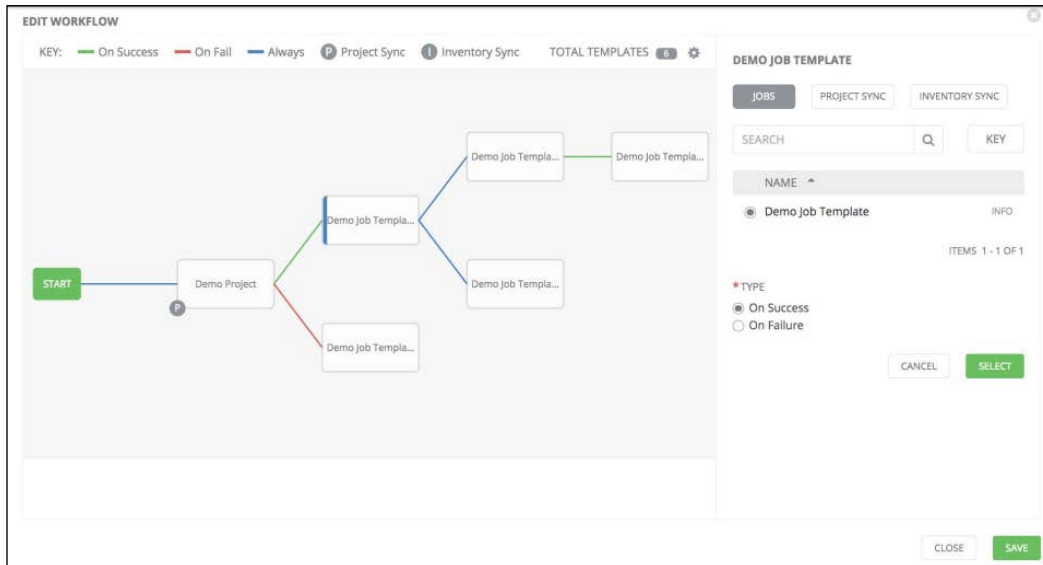 EDIT WORKFLOW
KEY: On Success On Fail Always P Project Sync I Inventory Sync TOTAL TEMPLATES 6
Demo Job Templa... Demo Job Templa...
Demo Job Templa...
START Demo Project Demo Job Templa...
P
Demo Job Templa...
DEMO JOB TEMPLATE
JOBS PROJECT SYNC INVENTORY SYNC
SEARCH KEY
NAME
Demo Job Template INFO
ITEMS 1 - 1 OF 1
* TYPE
On Success
On Failure
CANCEL SELECT
CLOSE SAVE